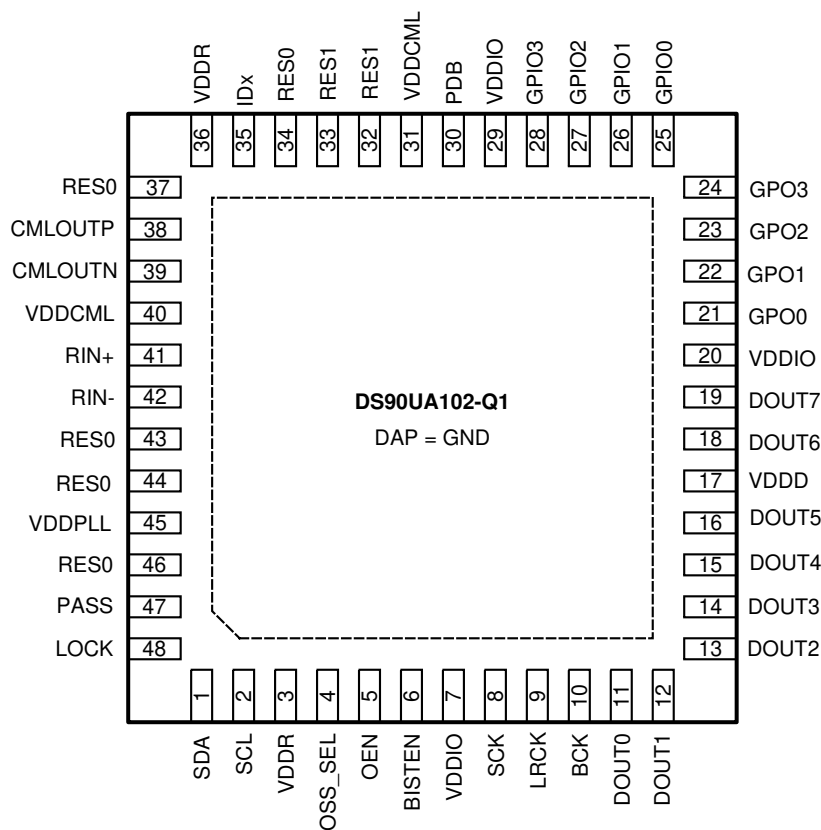 VDDR
IDx
RES0
RES1
RES1
VDDCML
PDB
VDDIO
GPIO3
GPIO2
GPIO1
GPIO0
36
35
34
33
32
31
30
29
28
27
26
25
RES0 37
CMLOUTP 38
CMLOUTN 39
VDDCML 40
RIN+ 41
RIN- 42
RES0 43
RES0 44
VDDPLL 45
RES0 46
PASS 47
LOCK 48
DS90UA102-Q1
DAP = GND
24 GPO3
23 GPO2
22 GPO1
21 GPO0
20 VDDIO
19 DOUT7
18 DOUT6
17 VDDD
16 DOUT5
15 DOUT4
14 DOUT3
13 DOUT2
1
2
3
4
5
6
7
8
9
10
11
12
SDA
SCL
VDDR
OSS_SEL
OEN
BISTEN
VDDIO
SCK
LRCK
BCK
DOUT0
DOUT1